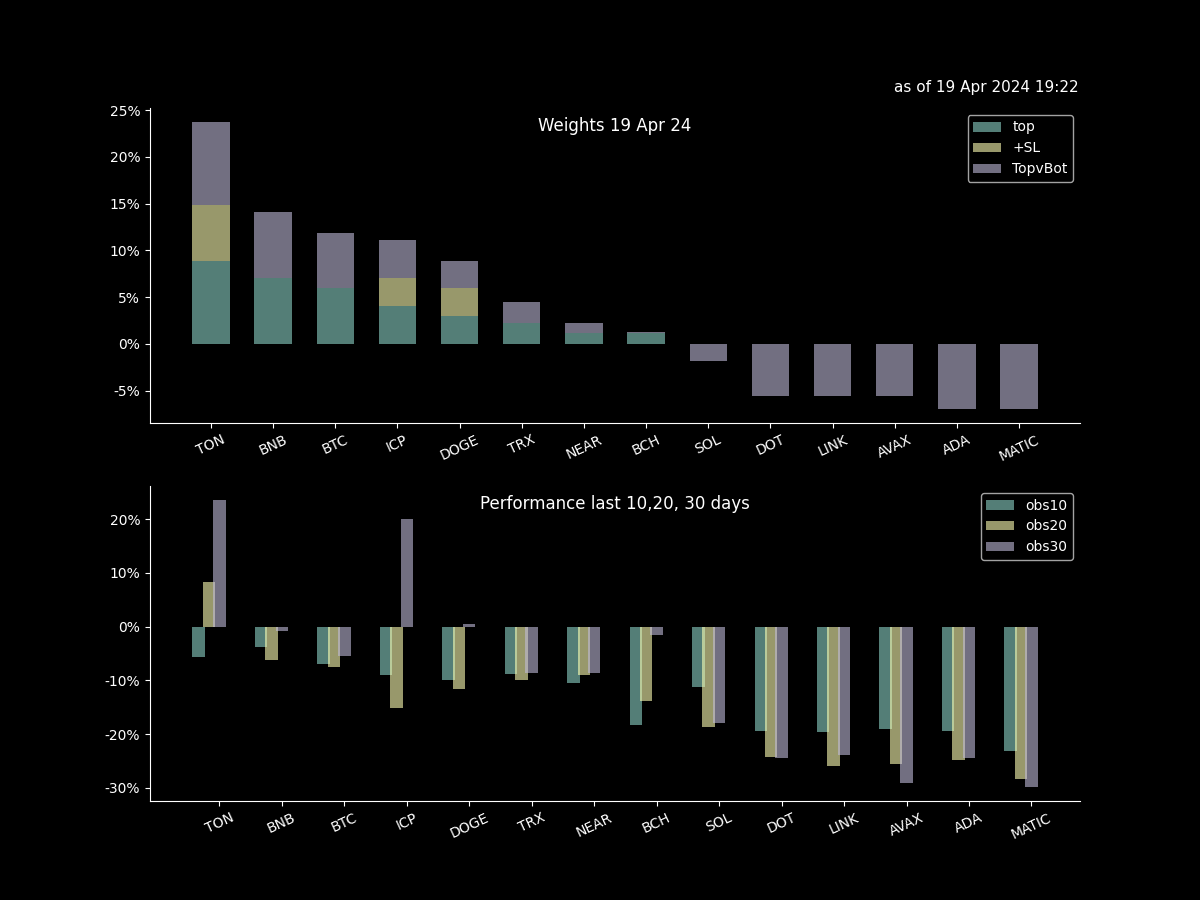 as of 19 Apr 2024 19:22
Weights 19 Apr 24
top
+SL
TopvBot
25%
20%
15%
10%
5%
0%
-5%
TON BNB BTC ICP DOGE TRX NEAR BCH SOL DOT LINK AVAX ADA MATIC
Performance last 10,20, 30 days
obs10
obs20
obs30
20%
10%
0%
-10%
-20%
-30%
TON BNB BTC ICP DOGE TRX NEAR BCH SOL DOT LINK AVAX ADA MATIC